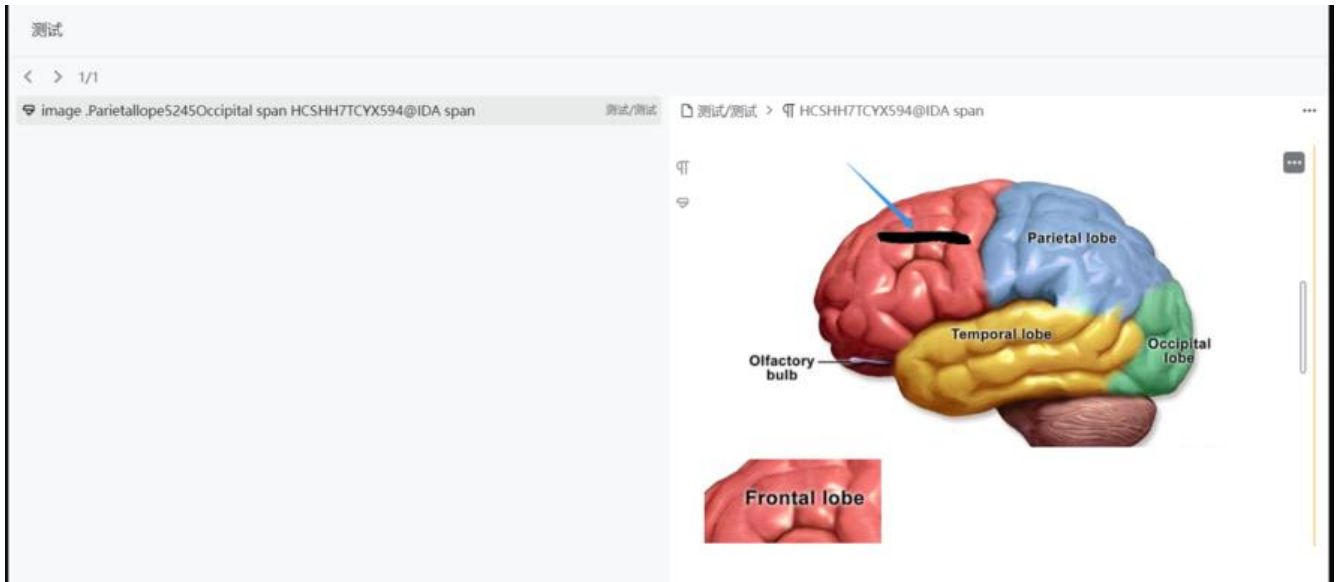 测试
1/1
image .Parietallope5245Occipital span HCSHH7TCYX594@IDA span
测试/测试
测试/测试 > HCSHH7TCYX594@IDA span
Parietal lobe
Temporal lobe
Occipital
lobe
Olfactory
bulb
Frontal lobe